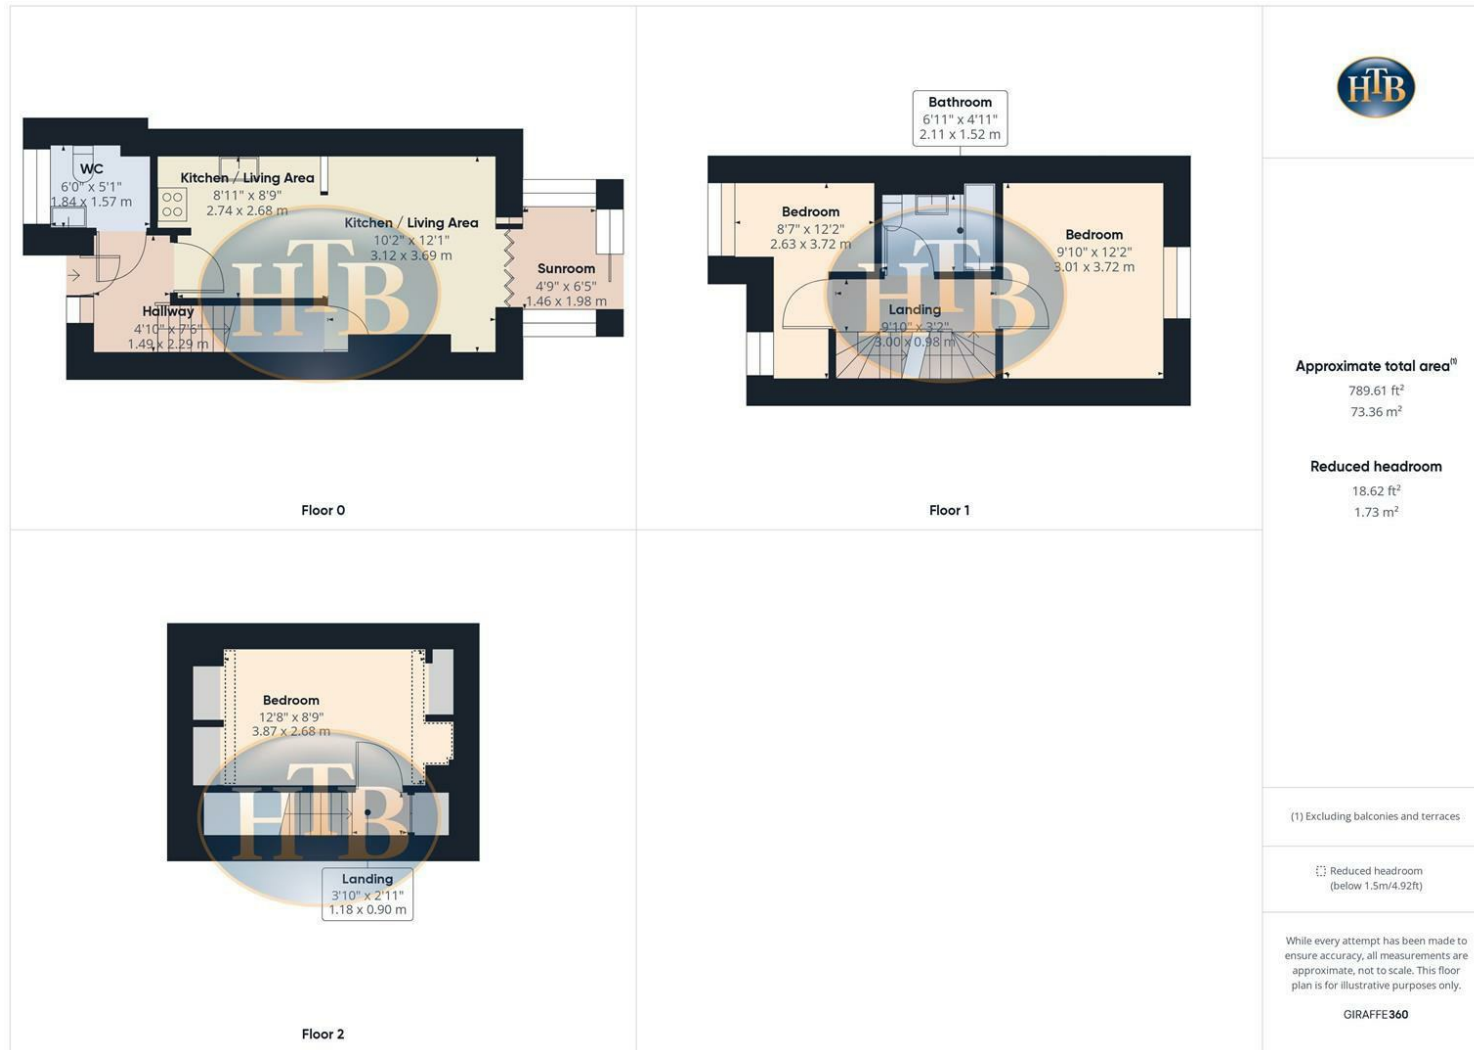 WC
6'0" x 5'1"
1.84 x 1.57 m
Kitchen / Living Area
8'11" x 8'9"
2.74 x 2.68 m
Kitchen / Living Area
10'2" x 12'1"
3.12 x 3.69 m
Sunroom
4'9" x 6'5"
1.46 x 1.98 m
Hallway
4'10" x 7'6"
1.49 x 2.29 m
HTB
Floor 0
Bathroom
6'11" x 4'11"
2.11 x 1.52 m
Bedroom
8'7" x 12'2"
2.63 x 3.72 m
Bedroom
9'10" x 12'2"
3.01 x 3.72 m
Landing
9'10" x 3'2"
3.00 x 0.98 m
HTB
Floor 1
Bedroom
12'8" x 8'9"
3.87 x 2.68 m
HTB
Landing
3'10" x 2'11"
1.18 x 0.90 m
Floor 2
HTB
Approximate total area(1)
789.61 ft²
73.36 m²
Reduced headroom
18.62 ft²
1.73 m²
(1) Excluding balconies and terraces
Reduced headroom
(below 1.5m/4.92ft)
While every attempt has been made to
ensure accuracy, all measurements are
approximate, not to scale. This floor
plan is for illustrative purposes only.
GIRAFFE360